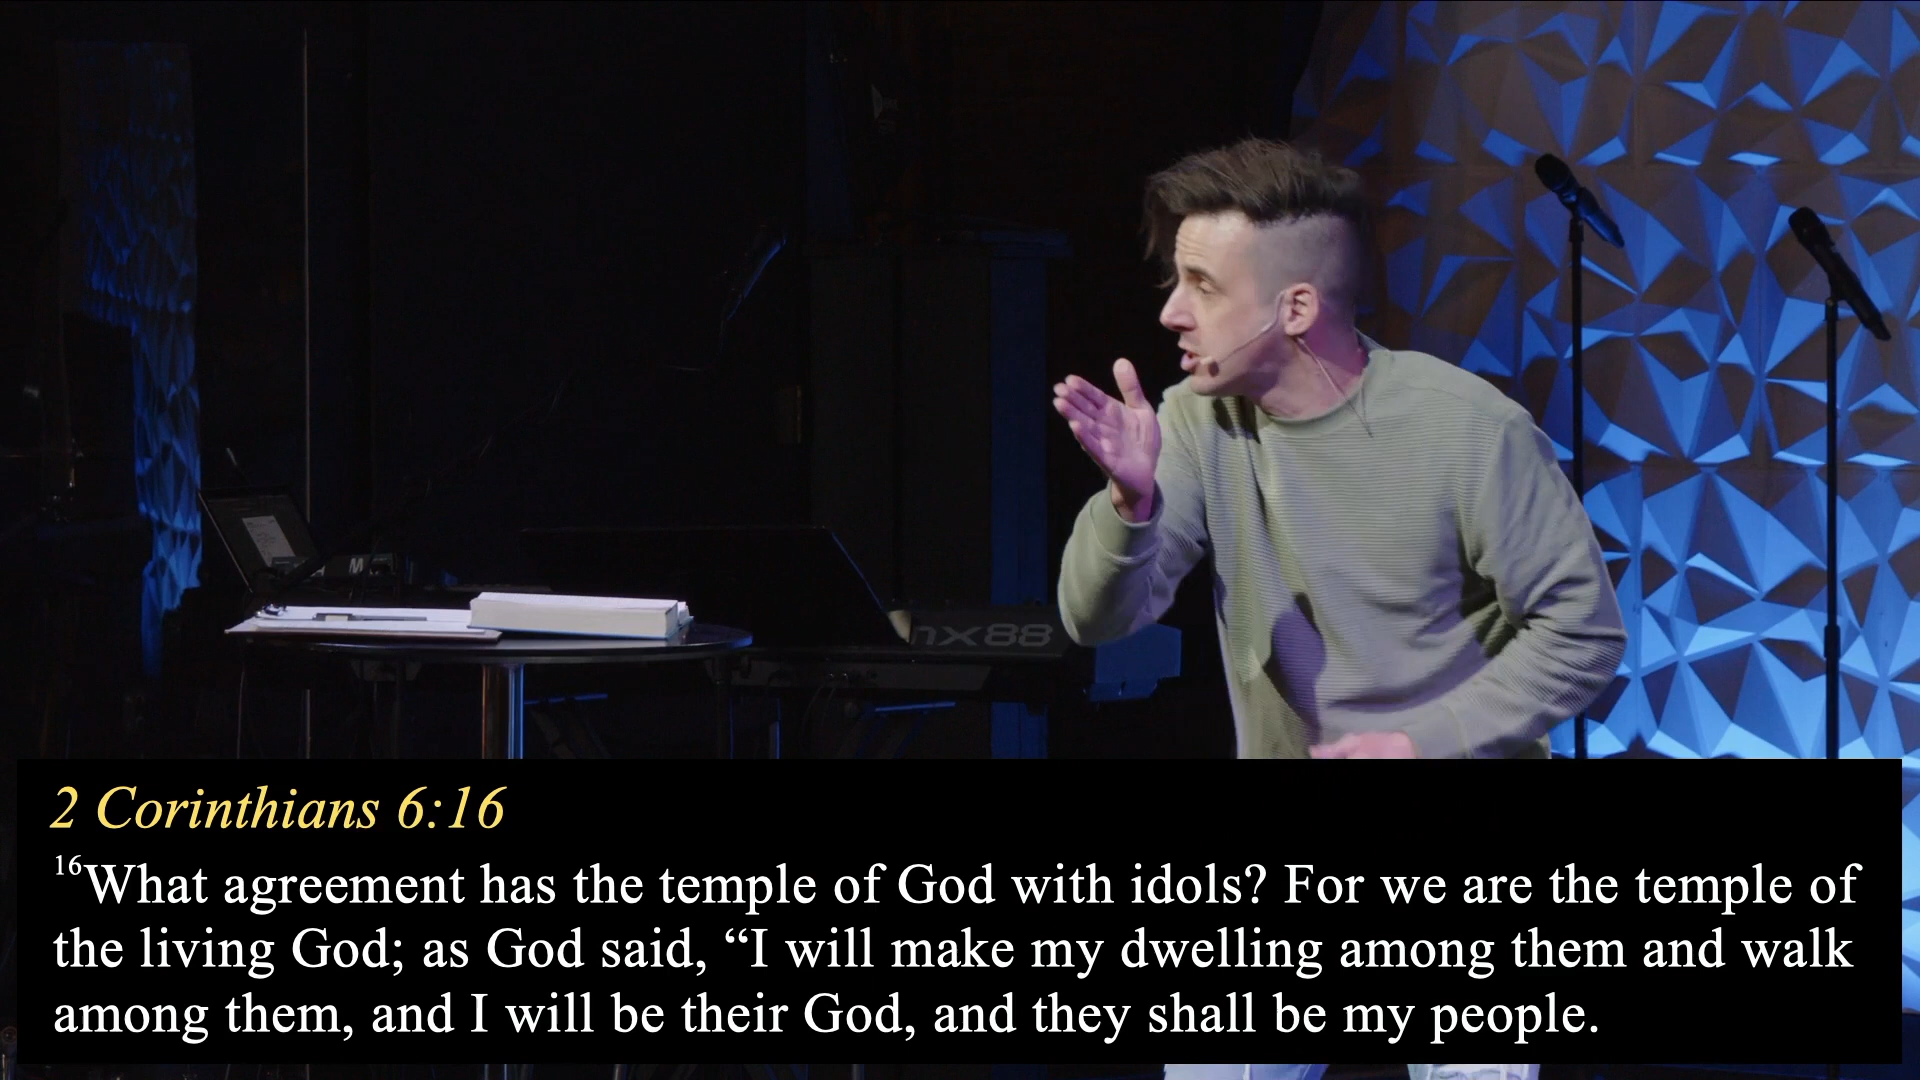 M
nx88
2 Corinthians 6:16
16What agreement has the temple of God with idols? For we are the temple of
the living God; as God said, “I will make my dwelling among them and walk
among them, and I will be their God, and they shall be my people.